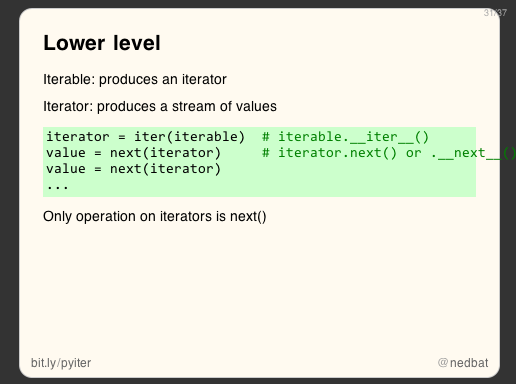 31/37
Lower level
Iterable: produces an iterator
Iterator: produces a stream of values
iterator = iter(iterable)  # iterable.__iter__()
value = next(iterator)     # iterator.next() or .__next__()
value = next(iterator)
...
Only operation on iterators is next()
bit.ly/pyiter
@nedbat